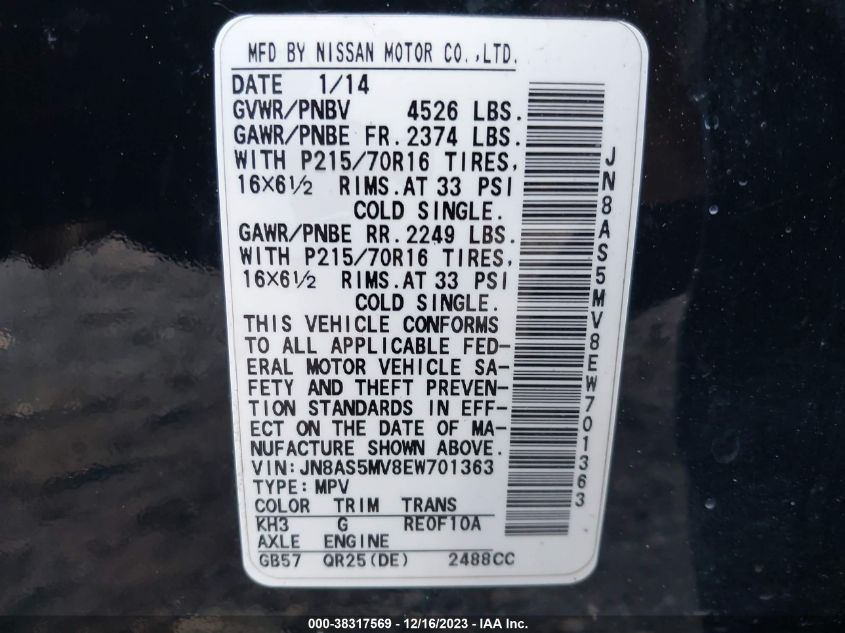 MFD BY NISSAN MOTOR CO.,LTD.
DATE 1/14
GVWR/PNBV 4526 LBS.
GAWR/PNBE FR.2374 LBS.
WITH P215/70R16 TIRES,
16×6½ RIMS.AT 33 PSI
COLD SINGLE.
GAWR/PNBE RR.2249 LBS.
WITH P215/70R16 TIRES,
16×6½ RIMS.AT 33 PSI
COLD SINGLE.
THIS VEHICLE CONFORMS
TO ALL APPLICABLE FED-
ERAL MOTOR VEHICLE SA-
FETY AND THEFT PREVEN-
TION STANDARDS IN EFF-
ECT ON THE DATE OF MA-
NUFACTURE SHOWN ABOVE.
VIN:JN8AS5MV8EW701363
TYPE:MPV
COLOR TRIM TRANS
KH3 G RE0F10A
AXLE ENGINE
GB57 QR25(DE) 2488CC
JN8AS5MV8EW701363
000-38317569 - 12/16/2023 - IAA Inc.